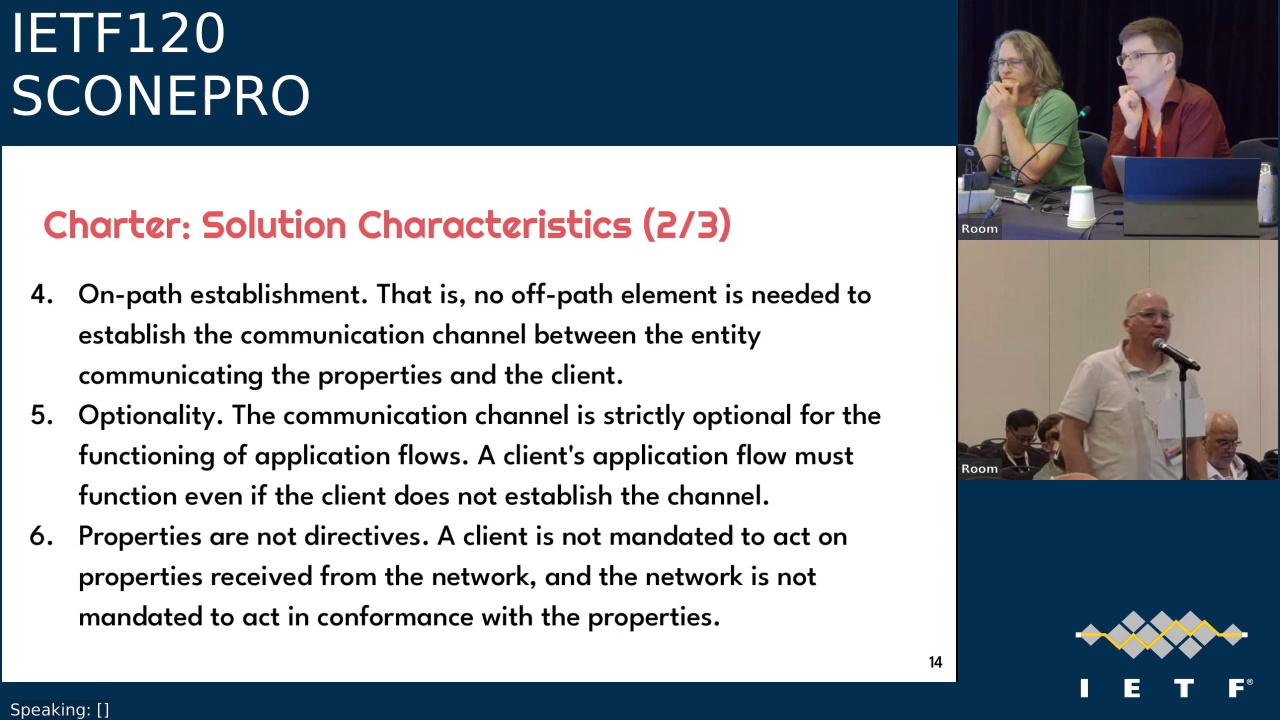 IETF120
SCONEPRO
Charter: Solution Characteristics (2/3)
4. On-path establishment. That is, no off-path element is needed to
establish the communication channel between the entity
communicating the properties and the client.
5. Optionality. The communication channel is strictly optional for the
functioning of application flows. A client's application flow must
function even if the client does not establish the channel.
6. Properties are not directives. A client is not mandated to act on
properties received from the network, and the network is not
mandated to act in conformance with the properties.
14
Room
Room
I E T F®
Speaking: []